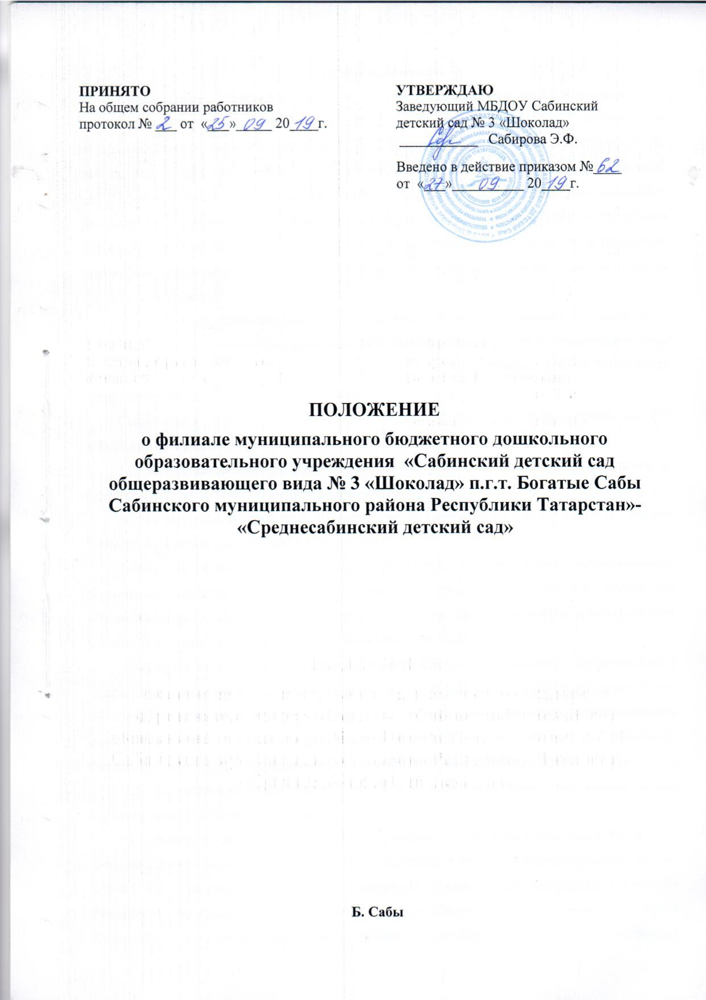 ПРИНЯТО
На общем собрании работников
протокол № 2 от «25» 09 2019 г.
УТВЕРЖДАЮ
Заведующий МБДОУ Сабинский
детский сад № 3 «Шоколад»
Сабирова Э.Ф.
Введено в действие приказом № 62
от «27» 09 2019 г.
ПОЛОЖЕНИЕ
о филиале муниципального бюджетного дошкольного
образовательного учреждения «Сабинский детский сад
общеразвивающего вида № 3 «Шоколад» п.г.т. Богатые Сабы
Сабинского муниципального района Республики Татарстан»-
«Среднесабинский детский сад»
Б. Сабы